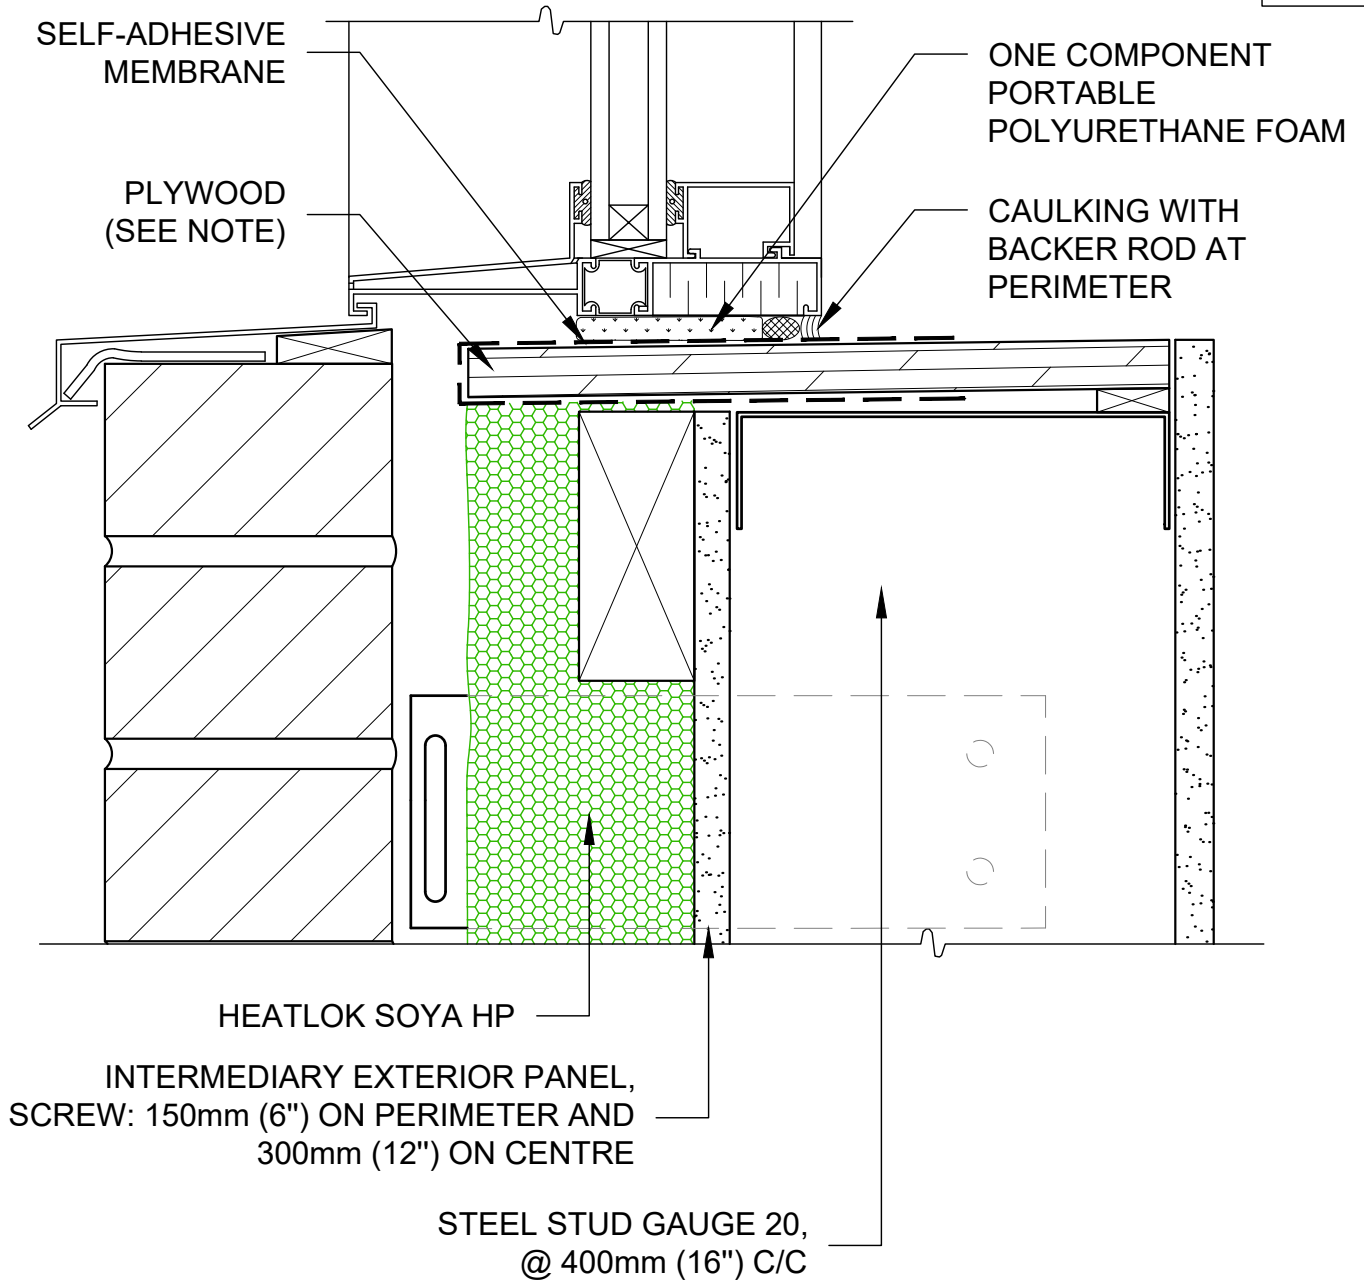 SELF-ADHESIVE
MEMBRANE
ONE COMPONENT
PORTABLE
POLYURETHANE FOAM
PLYWOOD
(SEE NOTE)
CAULKING WITH
BACKER ROD AT
PERIMETER
HEATLOK SOYA HP
INTERMEDIARY EXTERIOR PANEL,
SCREW: 150mm (6") ON PERIMETER AND
300mm (12") ON CENTRE
STEEL STUD GAUGE 20,
@ 400mm (16") C/C